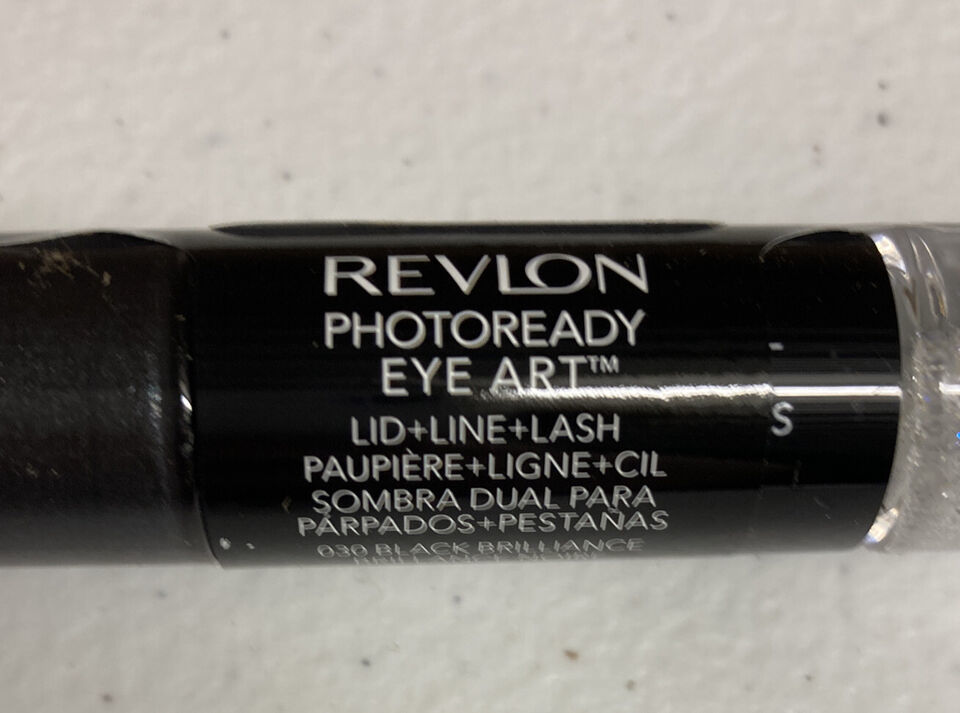 REVLON
PHOTOREADY
EYE ART™
LID+LINE+LASH
PAUPIÈRE+LIGNE+CIL
SOMBRA DUAL PARA
PÁRPADOS+PESTAÑAS
030 BLACK BRILLIANCE
S